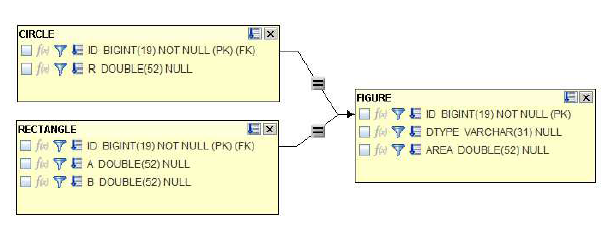 CIRCLE
f(x) ID BIGINT(19) NOT NULL (PK) (FK)
f(x) R DOUBLE(52) NULL
RECTANGLE
f(x) ID BIGINT(19) NOT NULL (PK) (FK)
f(x) A DOUBLE(52) NULL
f(x) B DOUBLE(52) NULL
FIGURE
f(x) ID BIGINT(19) NOT NULL (PK)
f(x) DTYPE VARCHAR(31) NULL
f(x) AREA DOUBLE(52) NULL